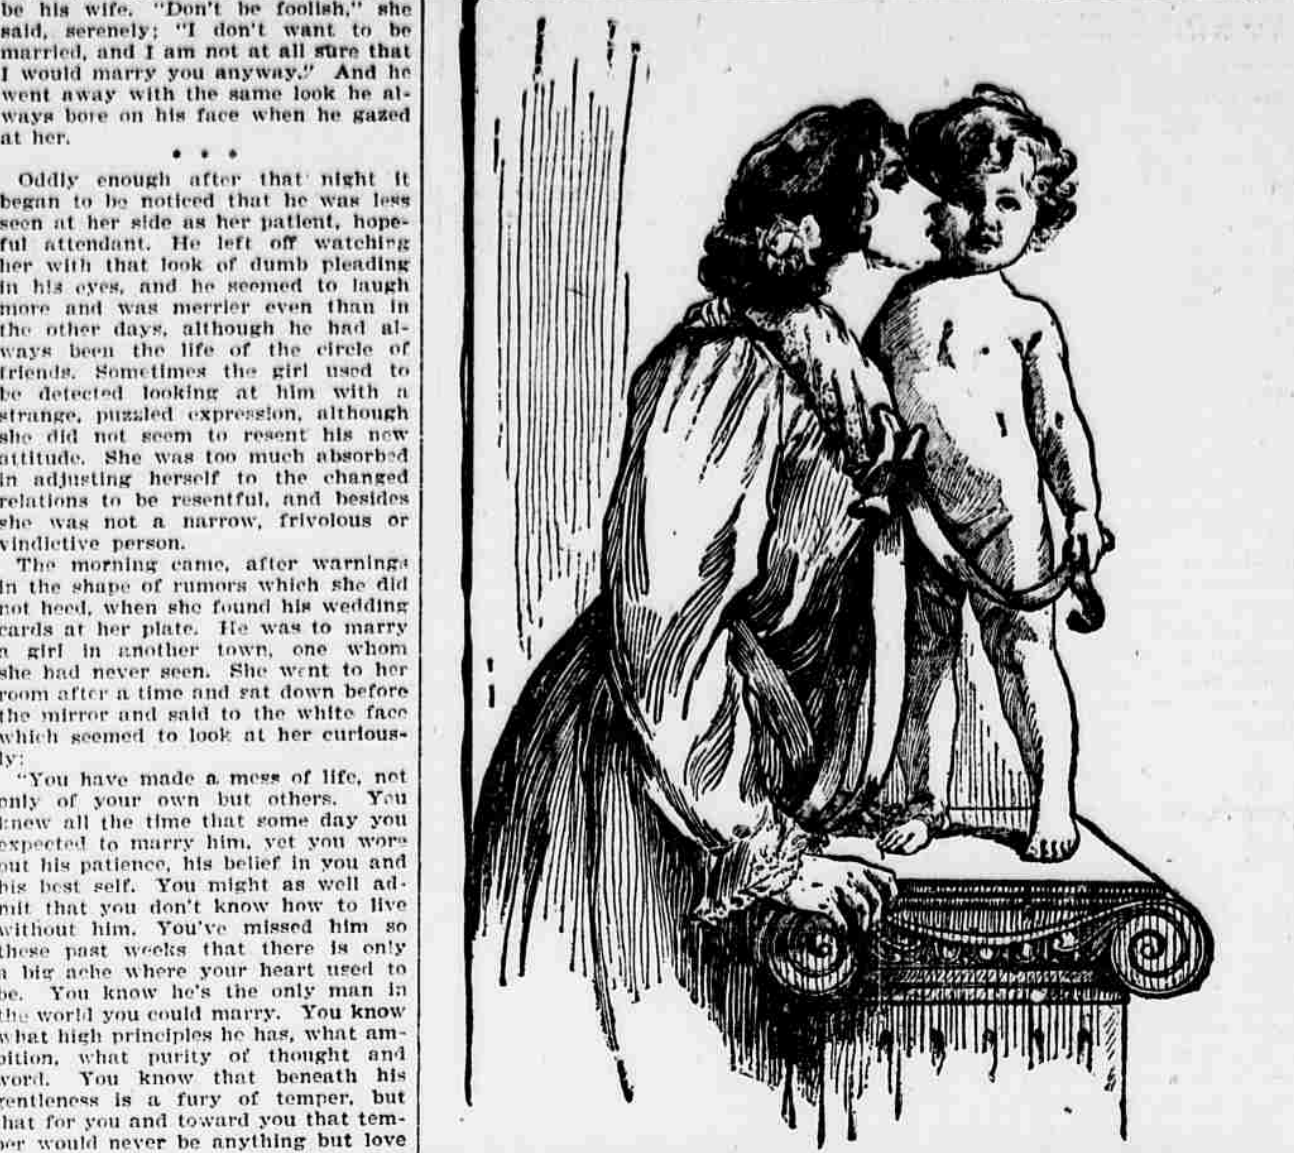 be his wife. "Don't be foolish," she
said, serenely; "I don't want to be
married, and I am not at all sure that
I would marry you anyway." And he
went away with the same look he al-
ways bore on his face when he gazed
at her.
• • •
Oddly enough after that night it
began to be noticed that he was less
seen at her side as her patient, hope-
ful attendant. He left off watching
her with that look of dumb pleading
in his eyes, and he seemed to laugh
more and was merrier even than in
the other days, although he had al-
ways been the life of the circle of
friends. Sometimes the girl used to
be detected looking at him with a
strange, puzzled expression, although
she did not seem to resent his new
attitude. She was too much absorbed
in adjusting herself to the changed
relations to be resentful, and besides
she was not a narrow, frivolous or
vindictive person.
The morning came, after warnings
in the shape of rumors which she did
not heed, when she found his wedding
cards at her plate. He was to marry
a girl in another town, one whom
she had never seen. She went to her
room after a time and sat down before
the mirror and said to the white face
which seemed to look at her curious-
ly:
"You have made a mess of life, not
only of your own but others. You
knew all the time that some day you
expected to marry him, yet you wore
out his patience, his belief in you and
his best self. You might as well ad-
mit that you don't know how to live
without him. You've missed him so
these past weeks that there is only
a big ache where your heart used to
be. You know he's the only man in
the world you could marry. You know
what high principles he has, what am-
bition, what purity of thought and
word. You know that beneath his
gentleness is a fury of temper, but
that for you and toward you that tem-
per would never be anything but love